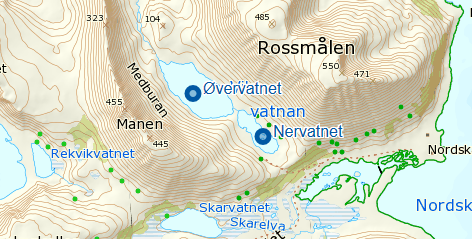 323
104
485
Rossmålen
550
471
Medburan
Øvervatnet
vatnan
455
Manen
Nervatnet
445
Rekvikvatnet
Nordsk
Skarvatnet
Nordsk
Skarelva